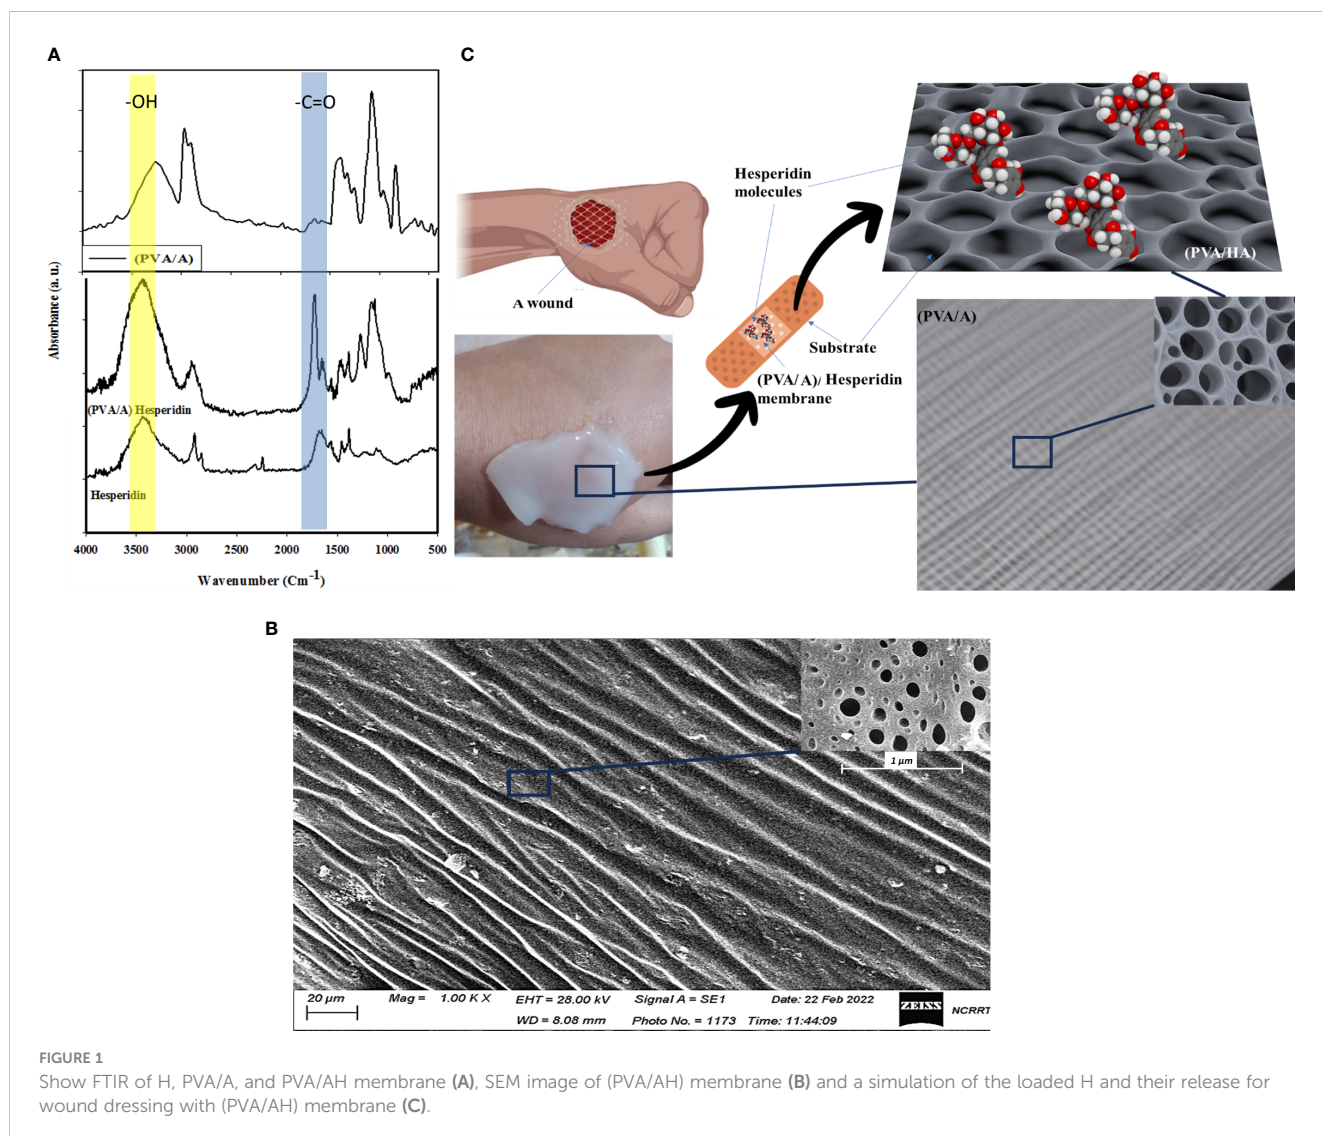 A
-OH
-C=O
(PVA/A)
(PVA/A) Hesperidin
Hesperidin
Absorbance (a. u.)
4000 3500 3000 2500 2000 1500 1000 500
Wavenumber (Cm-1)
C
A wound
Hesperidin
molecules
Substrate
(PVA/A)/ Hesperidin
membrane
(PVA/HA)
(PVA/A)
B
1 µm
20 µm
Mag = 1.00 K X
EHT = 28.00 kV
WD = 8.08 mm
Signal A = SE1
Photo No. = 1173
Date: 22 Feb 2022
Time: 11:44:09
ZEISS
NCRRT
FIGURE 1
Show FTIR of H, PVA/A, and PVA/AH membrane (A), SEM image of (PVA/AH) membrane (B) and a simulation of the loaded H and their release for
wound dressing with (PVA/AH) membrane (C).